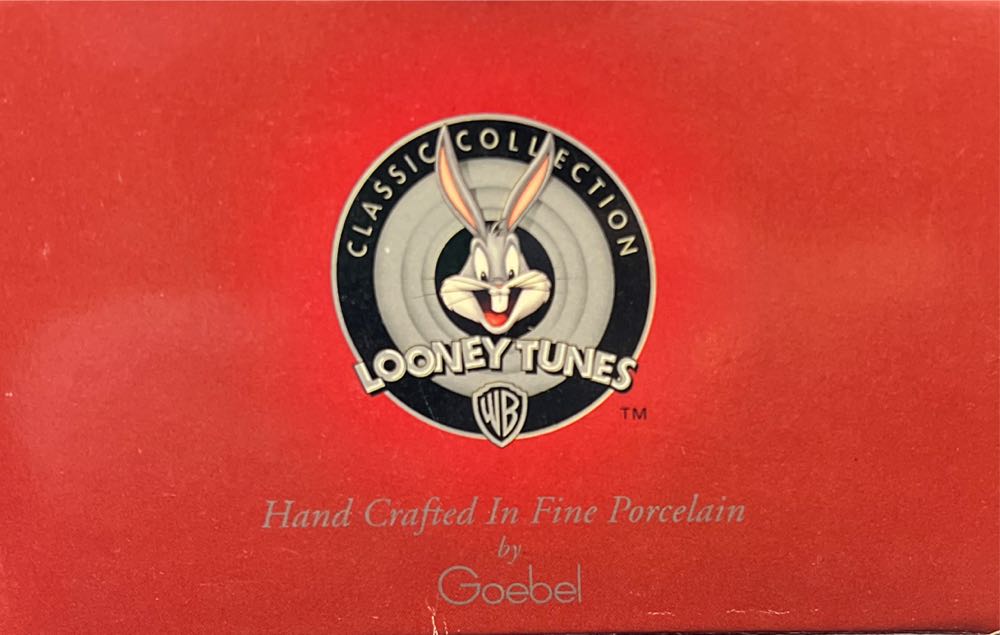 CLASSIC COLLECTION
LOONEY TUNES
WB
TM
Hand Crafted In Fine Porcelain
by
Goebel